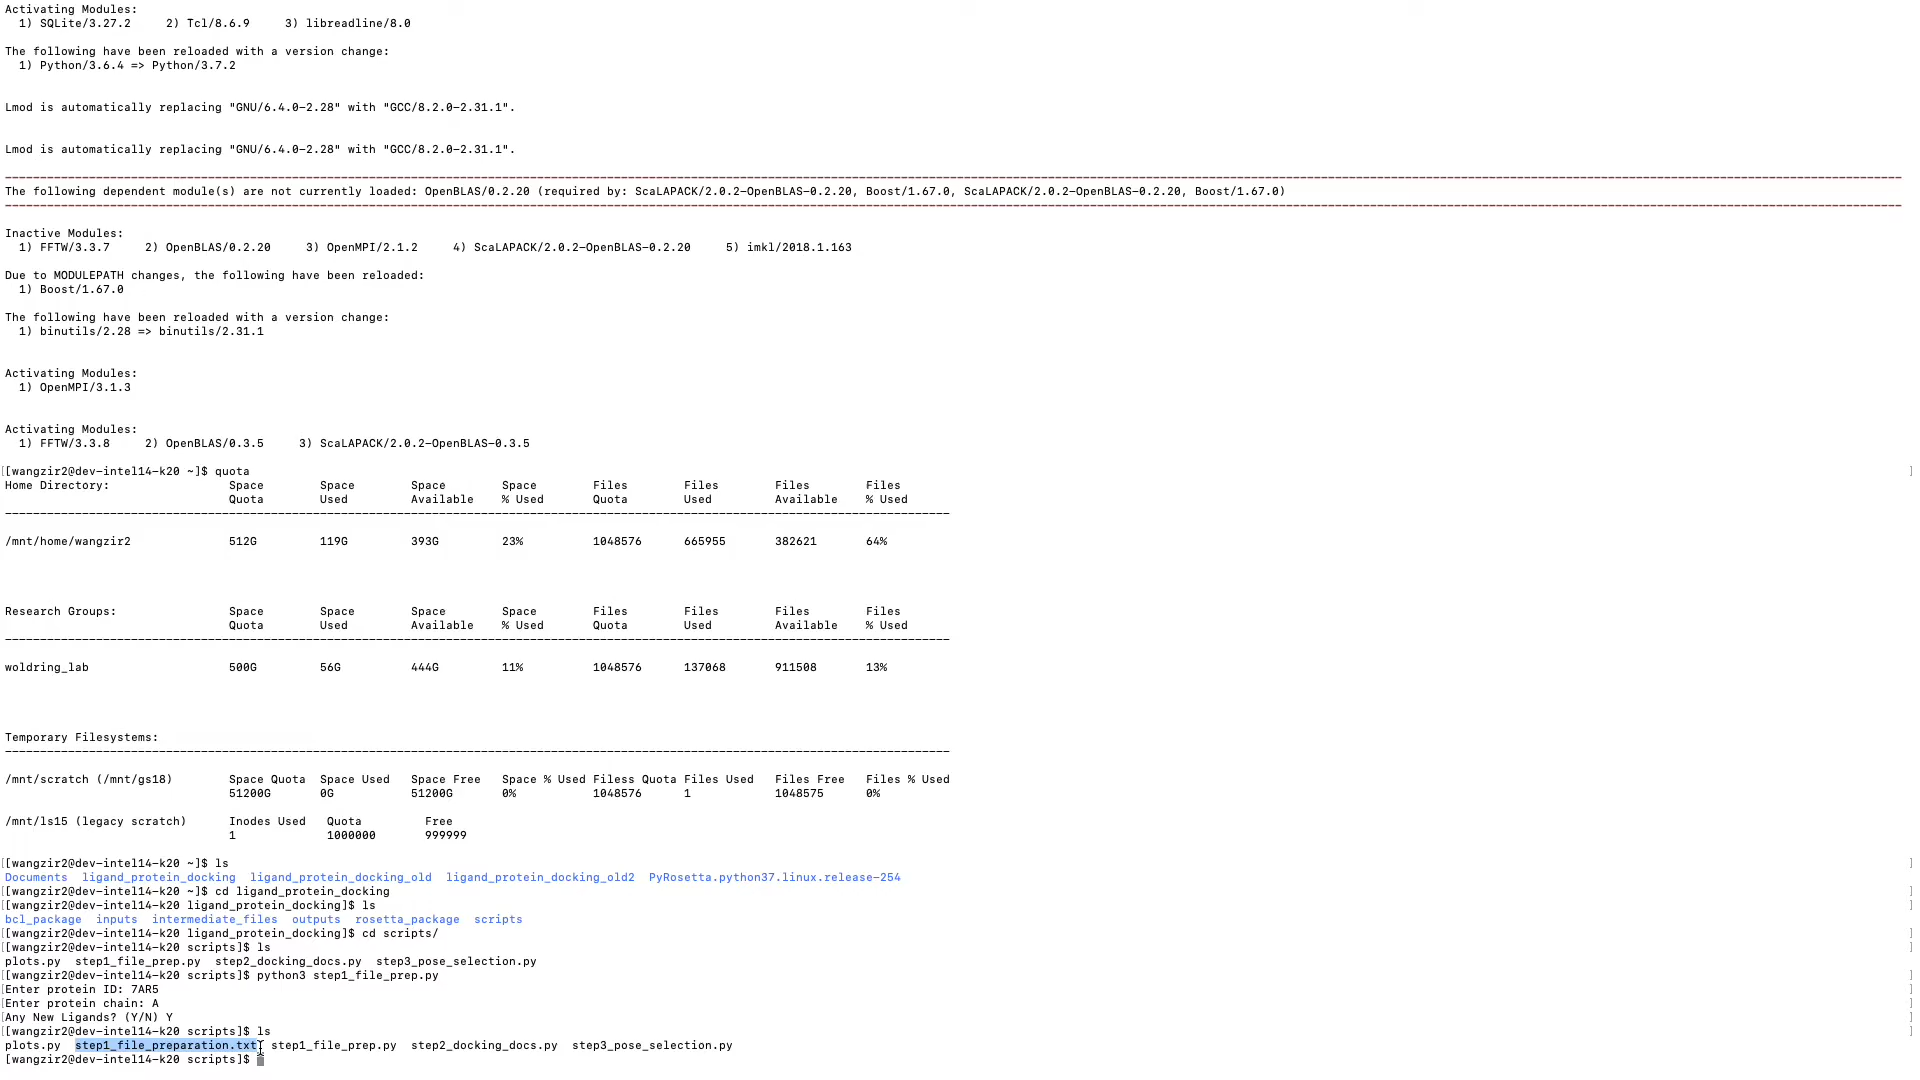 Activating Modules:
  1) SQLite/3.27.2     2) Tcl/8.6.9     3) libreadline/8.0
The following have been reloaded with a version change:
  1) Python/3.6.4 => Python/3.7.2
Lmod is automatically replacing "GNU/6.4.0-2.28" with "GCC/8.2.0-2.31.1".
Lmod is automatically replacing "GNU/6.4.0-2.28" with "GCC/8.2.0-2.31.1".
The following dependent module(s) are not currently loaded: OpenBLAS/0.2.20 (required by: ScaLAPACK/2.0.2-OpenBLAS-0.2.20, Boost/1.67.0, ScaLAPACK/2.0.2-OpenBLAS-0.2.20, Boost/1.67.0)
Inactive Modules:
  1) FFTW/3.3.7     2) OpenBLAS/0.2.20     3) OpenMPI/2.1.2     4) ScaLAPACK/2.0.2-OpenBLAS-0.2.20     5) imkl/2018.1.163
Due to MODULEPATH changes, the following have been reloaded:
  1) Boost/1.67.0
The following have been reloaded with a version change:
  1) binutils/2.28 => binutils/2.31.1
Activating Modules:
  1) OpenMPI/3.1.3
Activating Modules:
  1) FFTW/3.3.8     2) OpenBLAS/0.3.5     3) ScaLAPACK/2.0.2-OpenBLAS-0.3.5
[[wangzir2@dev-intel14-k20 ~]$ quota ]
Home Directory:     Space     Space     Space     Space     Files     Files     Files     Files
Quota     Used     Available     % Used     Quota     Used     Available     % Used
/mnt/home/wangzir2     512G     119G     393G     23%     1048576     665955     382621     64%
Research Groups:     Space     Space     Space     Space     Files     Files     Files     Files
Quota     Used     Available     % Used     Quota     Used     Available     % Used
woldring_lab     500G     56G     444G     11%     1048576     137068     911508     13%
Temporary Filesystems:
/mnt/scratch (/mnt/gs18)     Space Quota  Space Used   Space Free   Space % Used Filess Quota Files Used   Files Free   Files % Used
51200G     0G     51200G     0%     1048576     1     1048575     0%
/mnt/ls15 (legacy scratch)     Inodes Used   Quota     Free
1     1000000     999999
[[wangzir2@dev-intel14-k20 ~]$ ls ]
Documents  ligand_protein_docking  ligand_protein_docking_old  ligand_protein_docking_old2  PyRosetta.python37.linux.release-254
[[wangzir2@dev-intel14-k20 ~]$ cd ligand_protein_docking ]
[[wangzir2@dev-intel14-k20 ligand_protein_docking]$ ls ]
bcl_package  inputs  intermediate_files  outputs  rosetta_package  scripts
[[wangzir2@dev-intel14-k20 ligand_protein_docking]$ cd scripts/ ]
[[wangzir2@dev-intel14-k20 scripts]$ ls ]
plots.py  step1_file_prep.py  step2_docking_docs.py  step3_pose_selection.py
[[wangzir2@dev-intel14-k20 scripts]$ python3 step1_file_prep.py ]
[Enter protein ID: 7AR5 ]
[Enter protein chain: A ]
[Any New Ligands? (Y/N) Y ]
[[wangzir2@dev-intel14-k20 scripts]$ ls ]
plots.py  step1_file_preparation.txt  step1_file_prep.py  step2_docking_docs.py  step3_pose_selection.py
[wangzir2@dev-intel14-k20 scripts]$